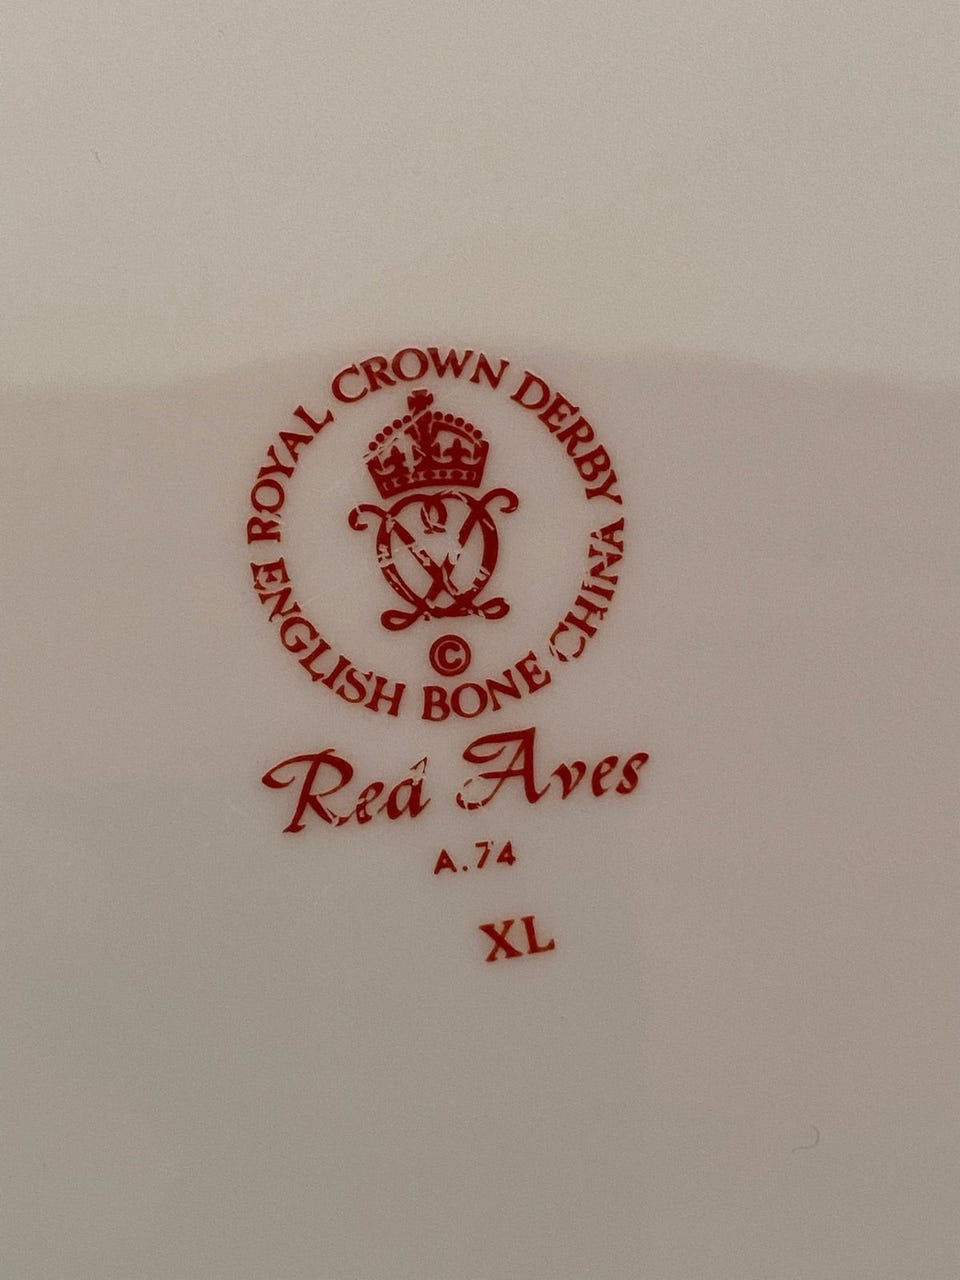 ROYAL CROWN DERBY
ENGLISH BONE CHINA
©
Red Aves
A.74
XL